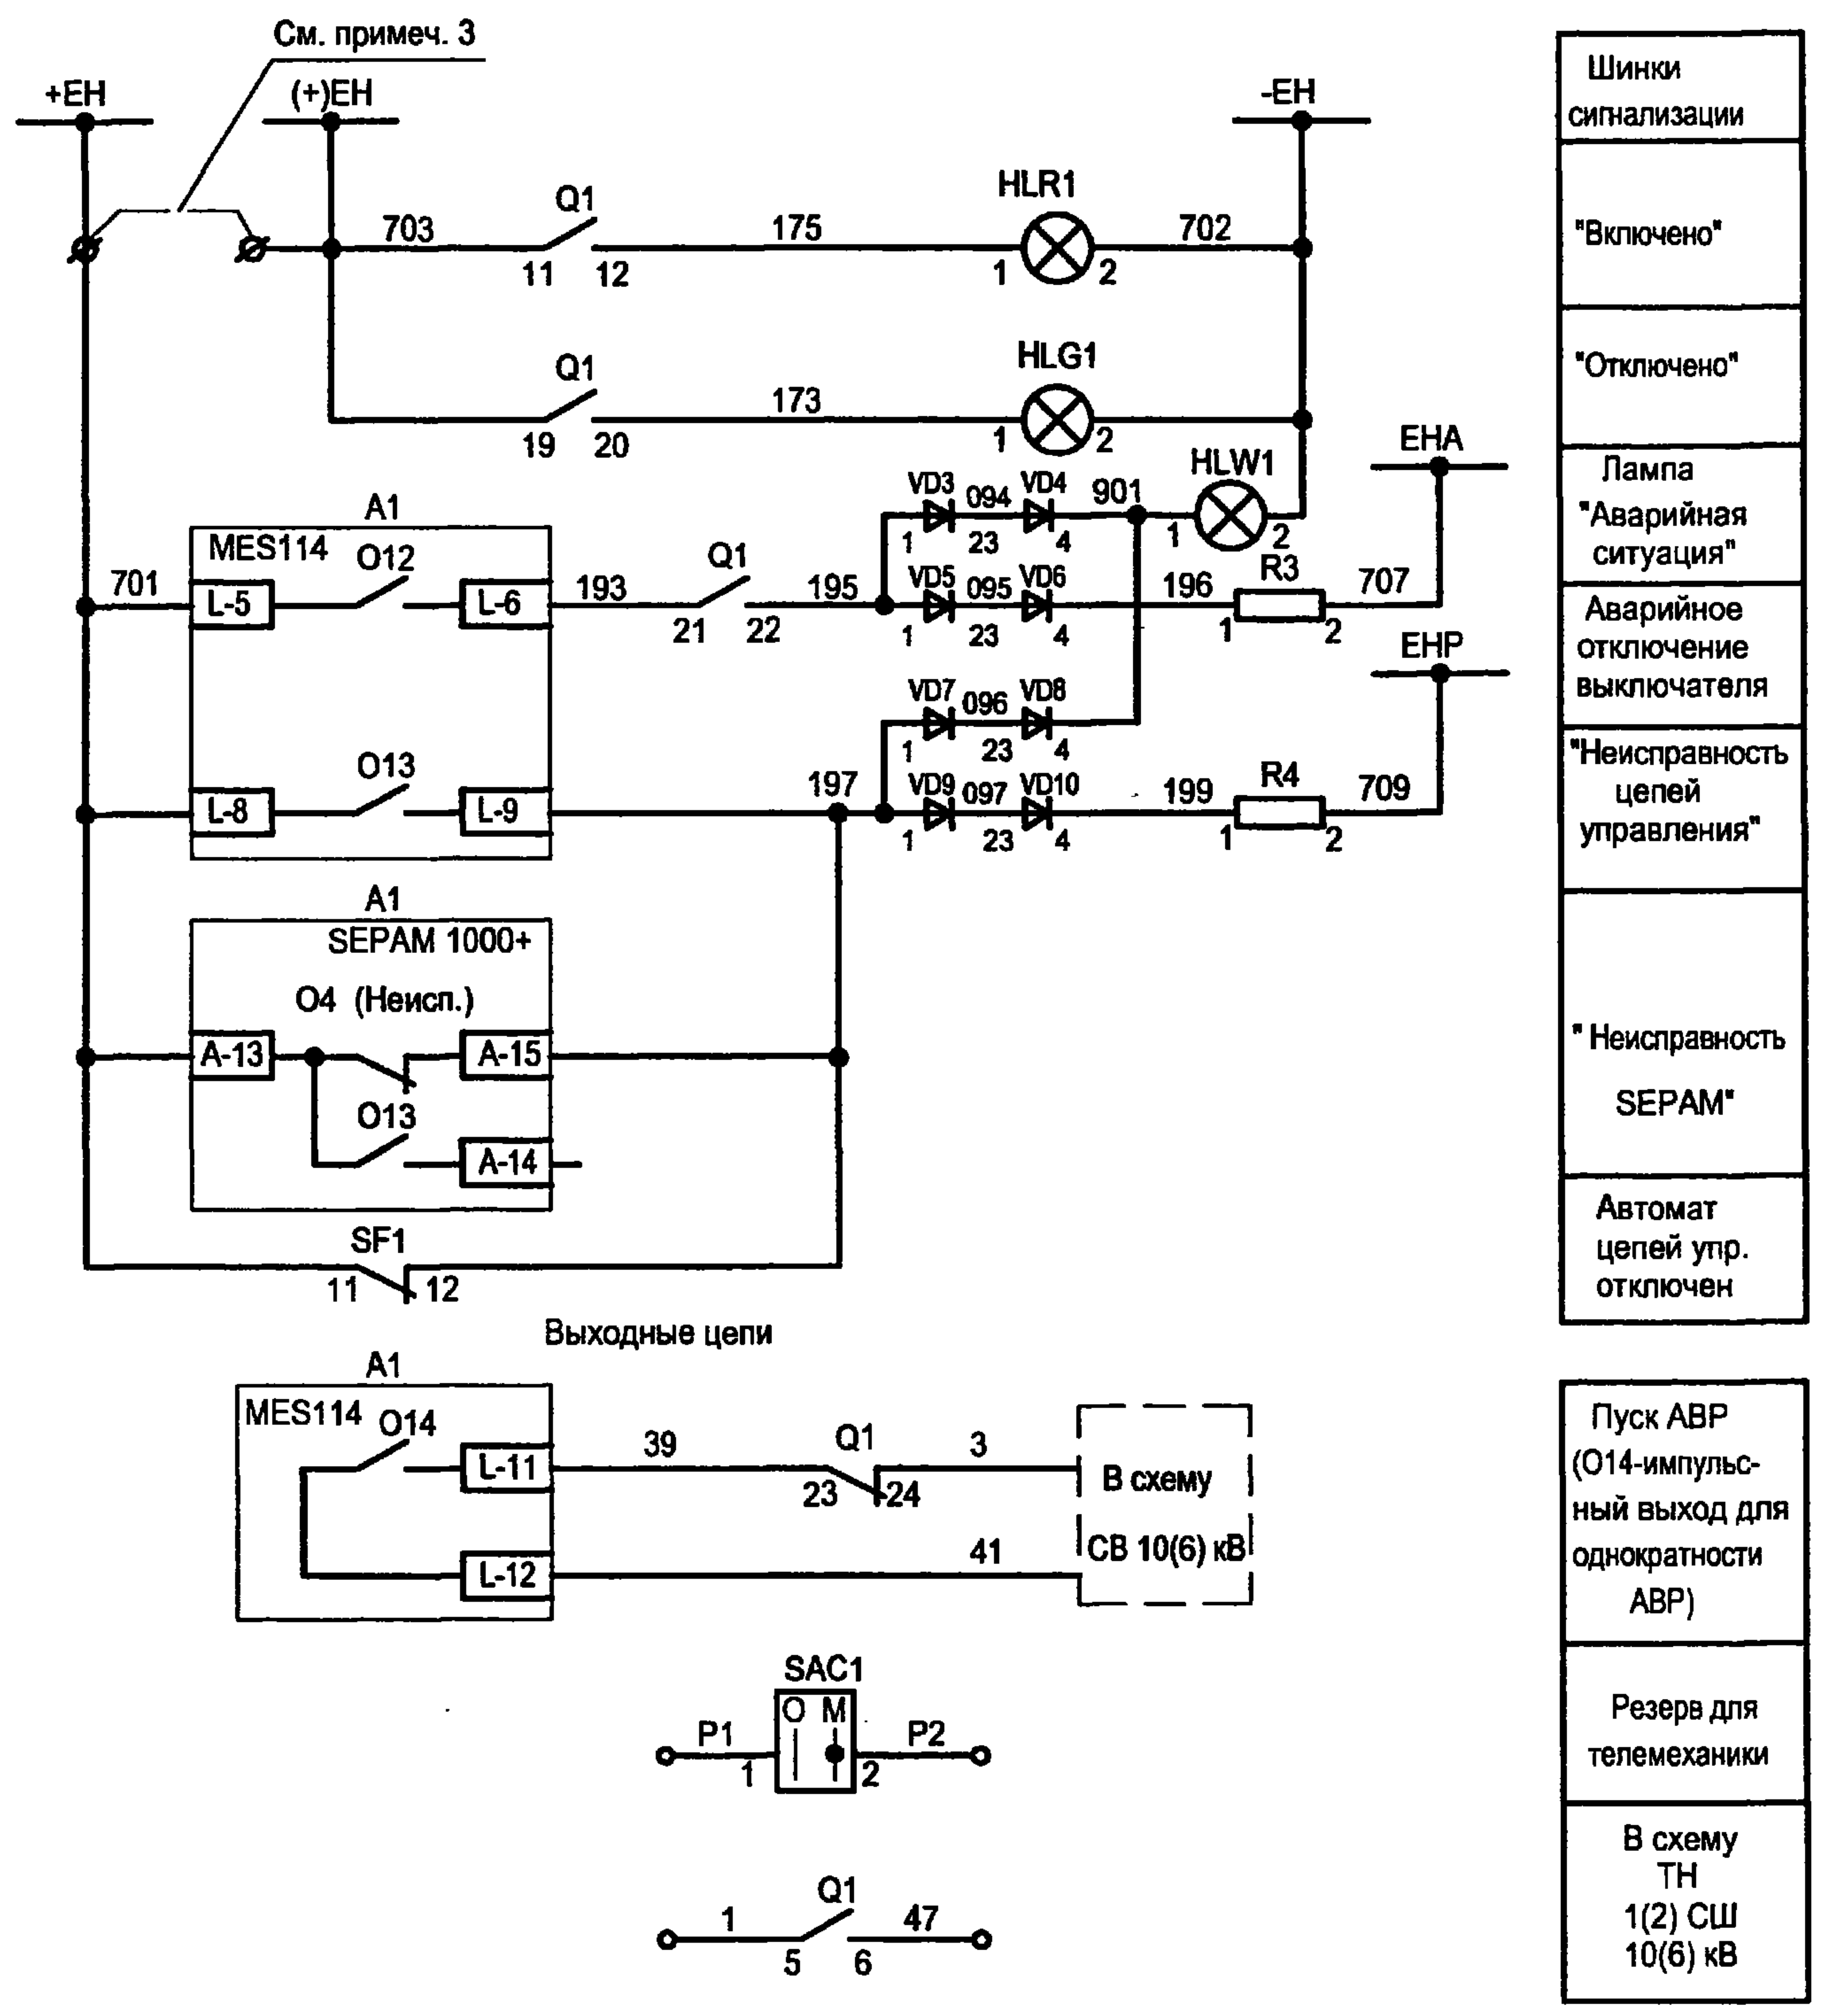 См. примеч. 3
+EH
(+)EH
-EH
Шинки
сигнализации
703
Q1
11
12
175
HLR1
1
2
702
"Включено"
Q1
19
20
173
HLG1
1
2
"Отключено"
EHA
A1
MES114
701
L-5
O12
L-6
193
Q1
21
22
195
VD3
094
VD4
1
23
4
901
HLW1
1
2
Лампа
"Аварийная
ситуация"
VD5
095
VD6
1
23
4
196
R3
1
2
707
Аварийное
отключение
выключателя
EHP
VD7
096
VD8
1
23
4
L-8
O13
L-9
197
VD9
097
VD10
1
23
4
199
R4
1
2
709
"Неисправность
цепей
управления"
A1
SEPAM 1000+
O4 (Неисп.)
A-13
A-15
O13
A-14
" Неисправность
SEPAM"
SF1
11
12
Автомат
цепей упр.
отключен
Выходные цепи
A1
MES114
O14
L-11
39
Q1
23
24
3
В схему
СВ 10(6) кВ
L-12
41
Пуск АВР
(О14-импульс-
ный выход для
однократности
АВР)
SAC1
O M
P1
1
2
P2
Резерв для
телемеханики
1
Q1
5
6
47
В схему
ТН
1(2) СШ
10(6) кВ